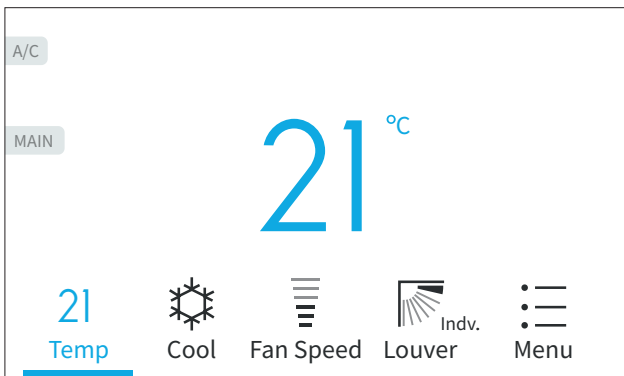 A/C
MAIN
21 °C
21
Indv.
Temp Cool Fan Speed Louver Menu